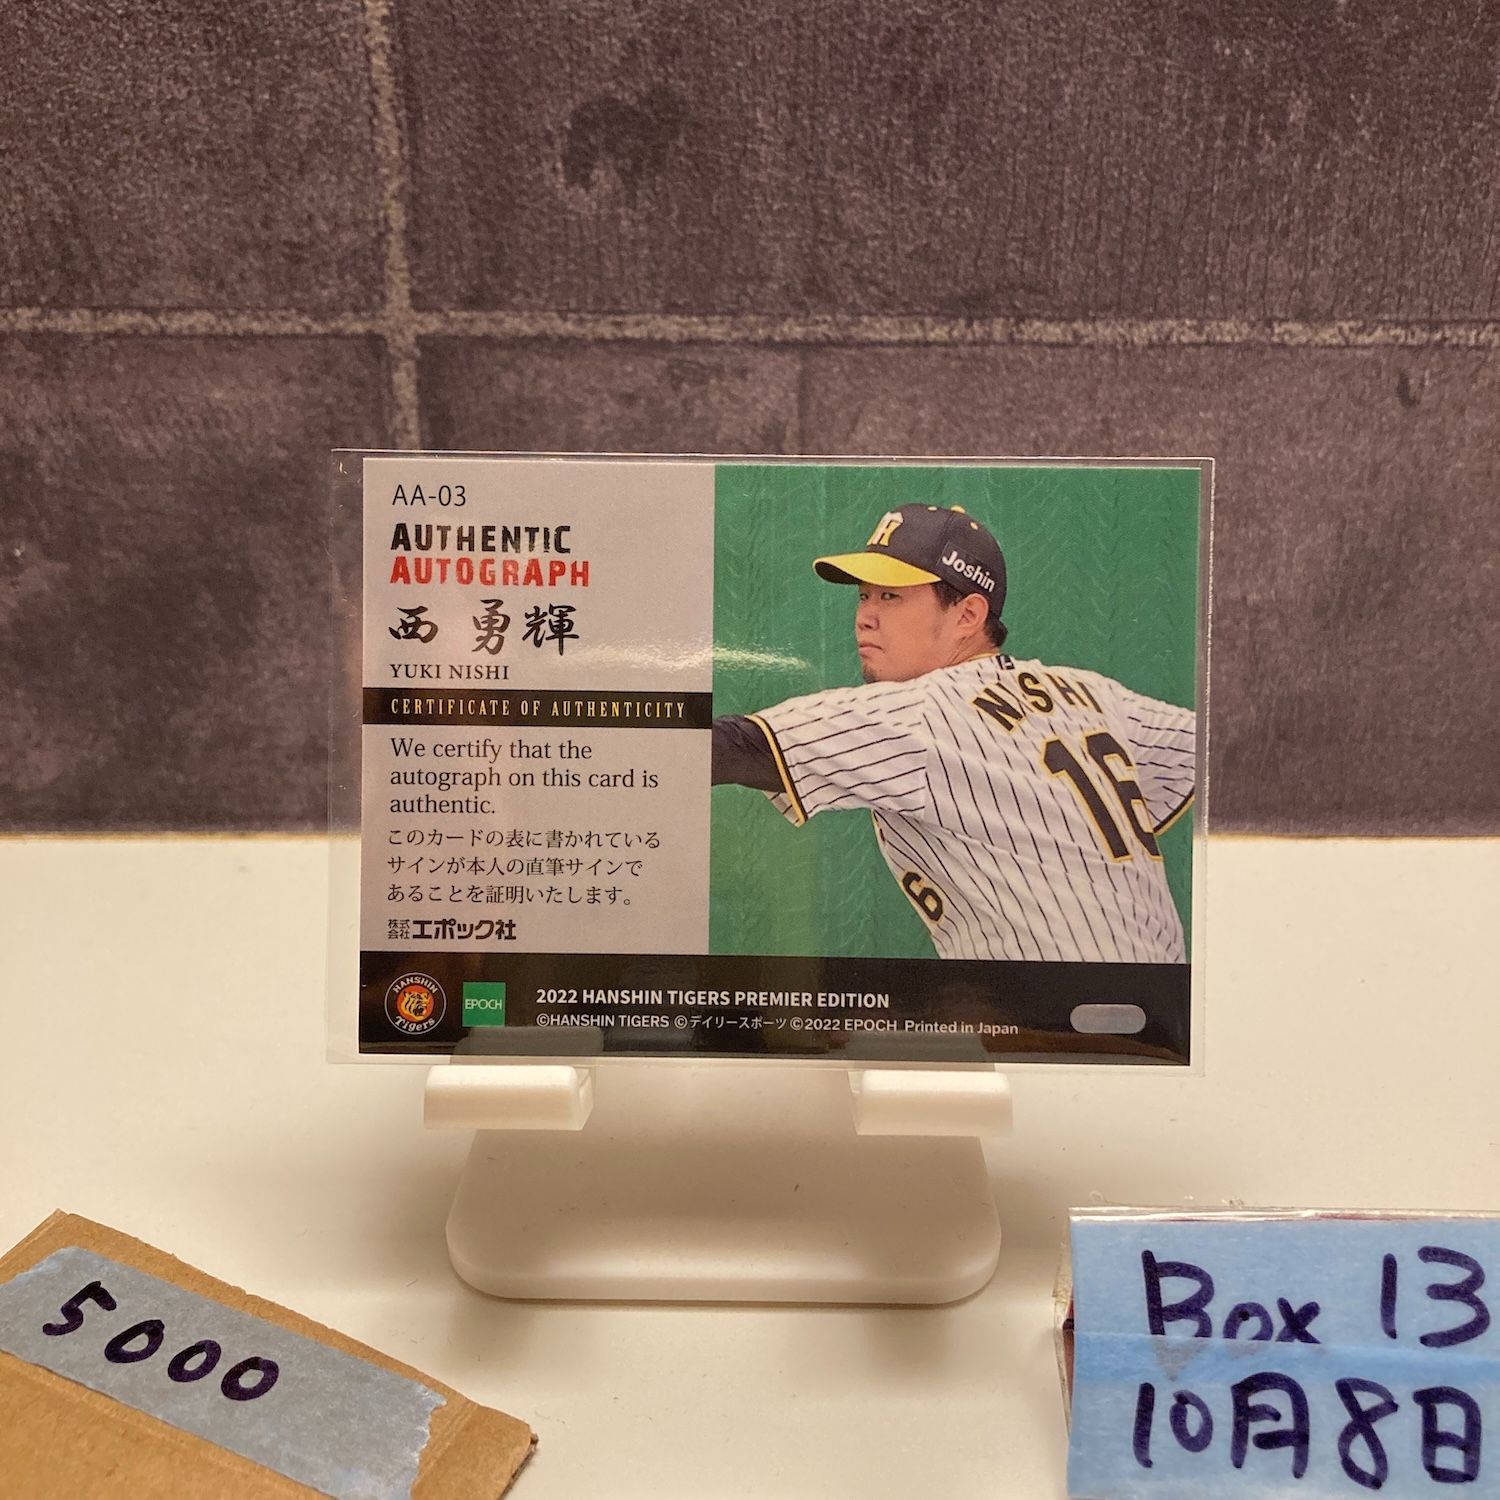 AA-03
AUTHENTIC
AUTOGRAPH
西 勇輝
YUKI NISHI
CERTIFICATE OF AUTHENTICITY
We certify that the
autograph on this card is
authentic.
このカードの表に書かれている
サインが本人の直筆サインで
あることを証明いたします。
株式会社エポック社
H
Joshin
NISHI
16
6
HANSHIN
Tigers
EPOCH
2022 HANSHIN TIGERS PREMIER EDITION
©HANSHIN TIGERS ©デイリースポーツ ©2022 EPOCH Printed in Japan
5000
Box 13
10月8日